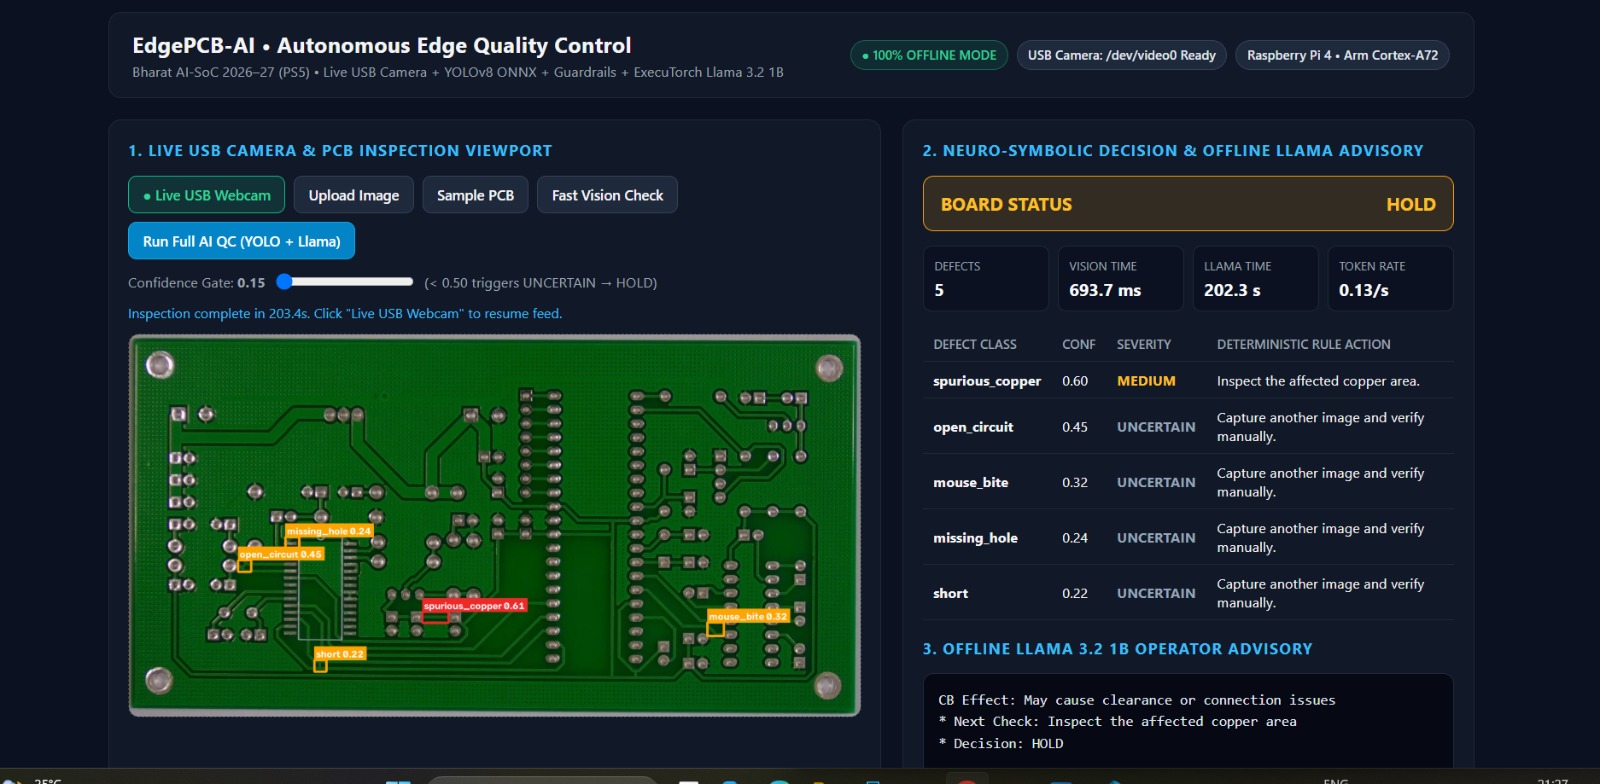 EdgePCB-AI • Autonomous Edge Quality Control
Bharat AI-SoC 2026–27 (PS5) • Live USB Camera + YOLOv8 ONNX + Guardrails + ExecuTorch Llama 3.2 1B
● 100% OFFLINE MODE
USB Camera: /dev/video0 Ready
Raspberry Pi 4 • Arm Cortex-A72
1. LIVE USB CAMERA & PCB INSPECTION VIEWPORT
● Live USB Webcam
Upload Image
Sample PCB
Fast Vision Check
Run Full AI QC (YOLO + Llama)
Confidence Gate: 0.15
(< 0.50 triggers UNCERTAIN → HOLD)
Inspection complete in 203.4s. Click "Live USB Webcam" to resume feed.
missing_hole 0.24
open_circuit 0.45
spurious_copper 0.61
mouse_bite 0.32
short 0.22
2. NEURO-SYMBOLIC DECISION & OFFLINE LLAMA ADVISORY
BOARD STATUS HOLD
DEFECTS
5
VISION TIME
693.7 ms
LLAMA TIME
202.3 s
TOKEN RATE
0.13/s
DEFECT CLASS CONF SEVERITY DETERMINISTIC RULE ACTION
spurious_copper 0.60 MEDIUM Inspect the affected copper area.
open_circuit 0.45 UNCERTAIN Capture another image and verify
manually.
mouse_bite 0.32 UNCERTAIN Capture another image and verify
manually.
missing_hole 0.24 UNCERTAIN Capture another image and verify
manually.
short 0.22 UNCERTAIN Capture another image and verify
manually.
3. OFFLINE LLAMA 3.2 1B OPERATOR ADVISORY
CB Effect: May cause clearance or connection issues
* Next Check: Inspect the affected copper area
* Decision: HOLD